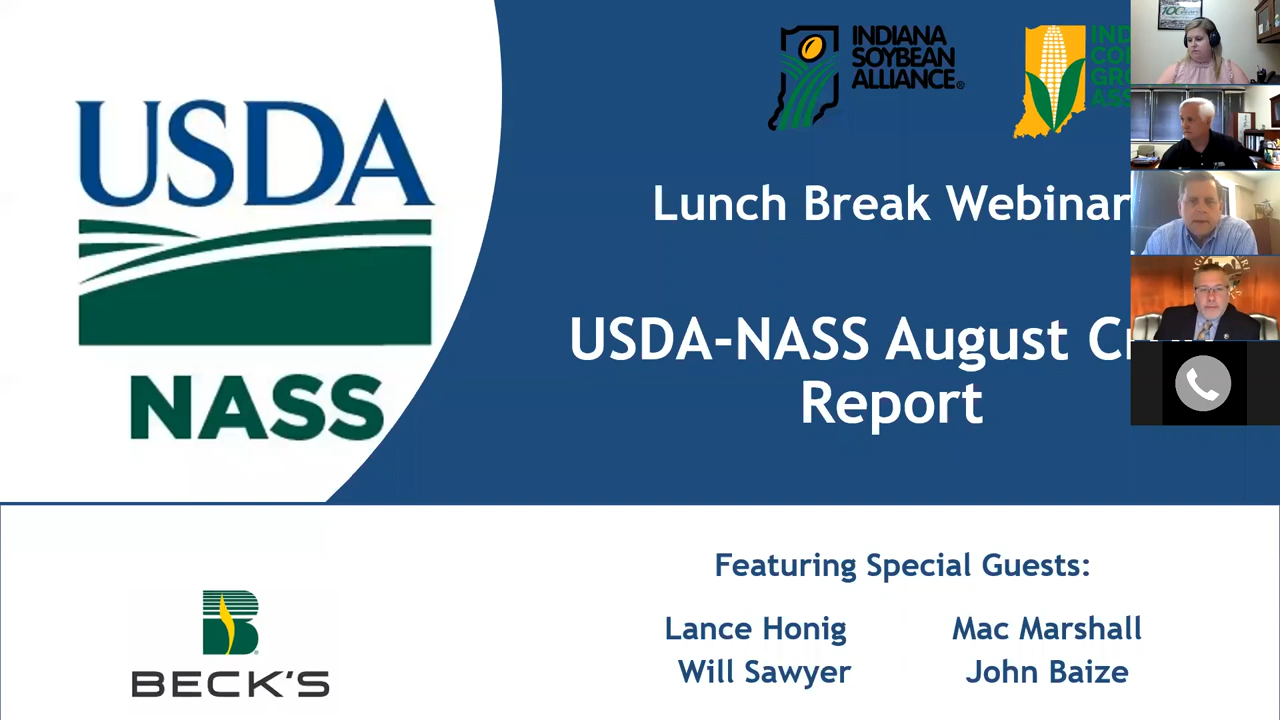 USDA
NASS
INDIANA
SOYBEAN
ALLIANCE®
Lunch Break Webinar
USDA-NASS August
Report
Featuring Special Guests:
Lance Honig
Mac Marshall
Will Sawyer
John Baize
BECK'S